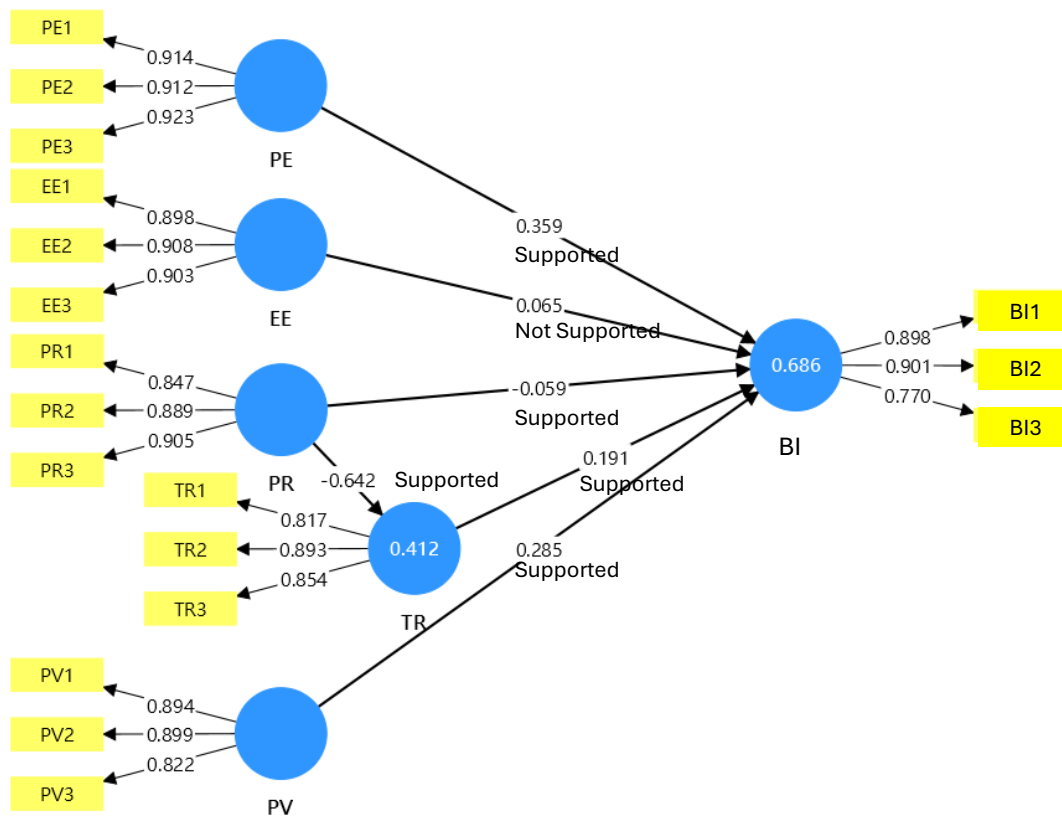 PE1
0.914
PE2
0.912
0.923
PE3
PE
EE1
0.898
EE2
0.908
0.903
EE3
EE
0.359
Supported
0.065
Not Supported
PR1
0.847
PR2
0.889
0.905
PR3
PR
-0.059
Supported
-0.642
Supported
TR1
0.817
TR2
0.893
0.854
TR3
0.412
TR
0.191
Supported
0.285
Supported
PV1
0.894
PV2
0.899
0.822
PV3
PV
0.686
BI
0.898
BI1
0.901
BI2
0.770
BI3